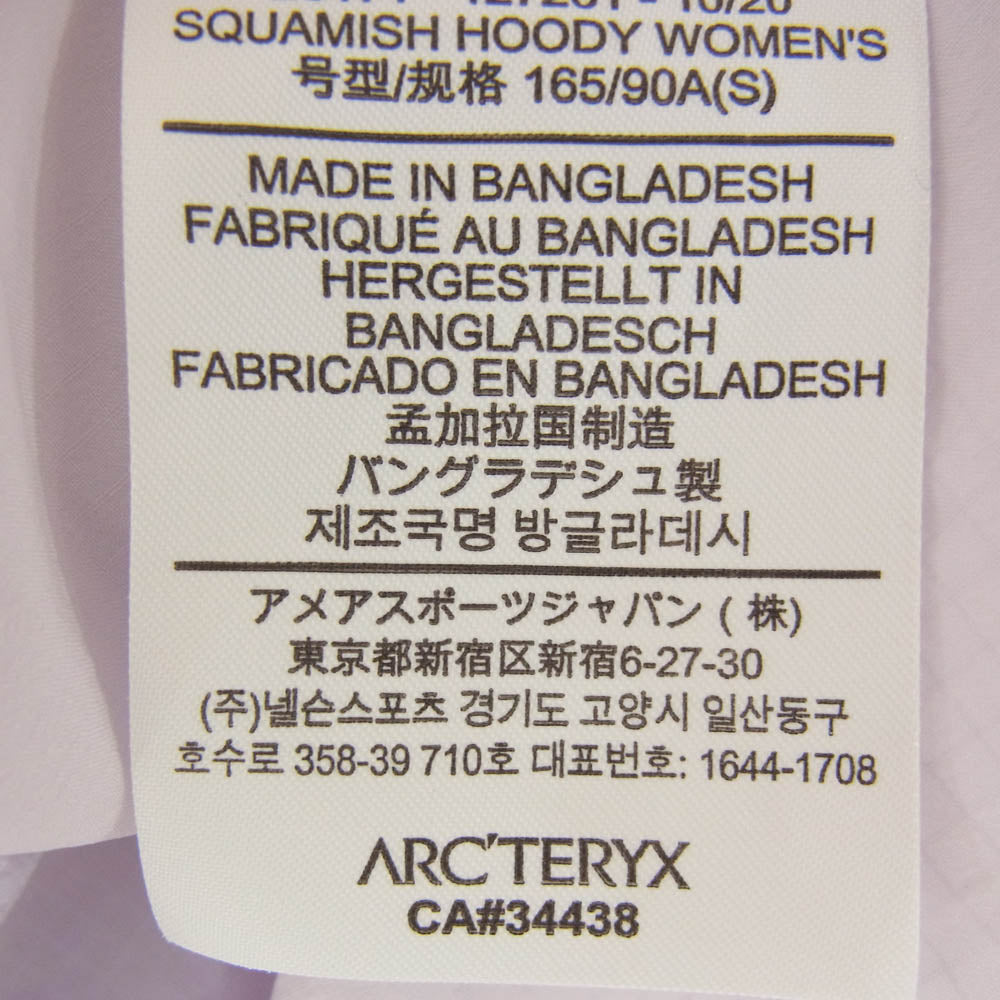 SQUAMISH HOODY WOMEN'S
号型/规格 165/90A(S)
MADE IN BANGLADESH
FABRIQUÉ AU BANGLADESH
HERGESTELLT IN
BANGLADESCH
FABRICADO EN BANGLADESH
孟加拉国制造
バングラデシュ製
제조국명 방글라데시
アメアスポーツジャパン ( 株)
東京都新宿区新宿6-27-30
(주)넬슨스포츠 경기도 고양시 일산동구
호수로 358-39 710호 대표번호: 1644-1708
ARC'TERYX
CA#34438